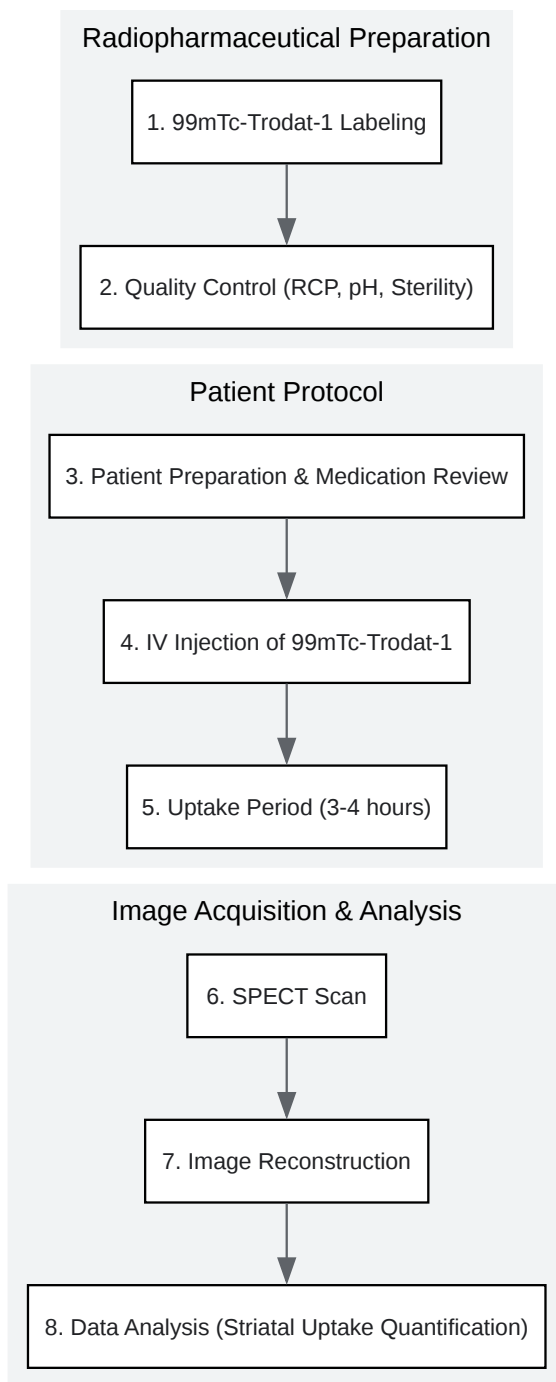 Radiopharmaceutical Preparation
1. 99mTc-Trodat-1 Labeling
2. Quality Control (RCP, pH, Sterility)
Patient Protocol
3. Patient Preparation & Medication Review
4. IV Injection of 99mTc-Trodat-1
5. Uptake Period (3-4 hours)
Image Acquisition & Analysis
6. SPECT Scan
7. Image Reconstruction
8. Data Analysis (Striatal Uptake Quantification)